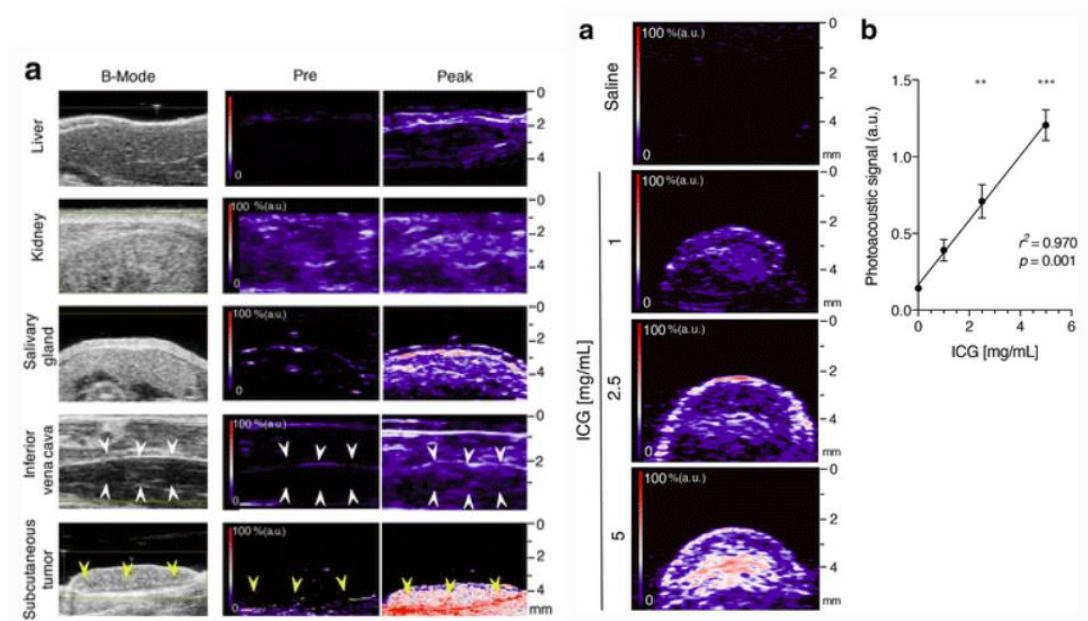 a
B-Mode
Pre
Peak
Liver
0
0
2
4
Kidney
100 %(a.u.)
0
0
2
4
Salivary
gland
100%(a.u.)
0
0
2
4
Inferior
vena cava
100%(a.u.)
0
0
2
Subcutaneous
tumor
100 %(a.u.)
0
0
2
4
mm
a
Saline
100 %(a.u.)
0
0
2
4
mm
ICG [mg/mL]
1
100 %(a.u.)
0
0
2
4
mm
2.5
100%(a.u.)
0
0
2
4
mm
5
100%(a.u.)
0
0
2
4
mm
b
Photoacoustic signal (a.u.)
1.5
1.0
0.5
0.0
** ***
r² = 0.970
p = 0.001
0 2 4 6
ICG [mg/mL]